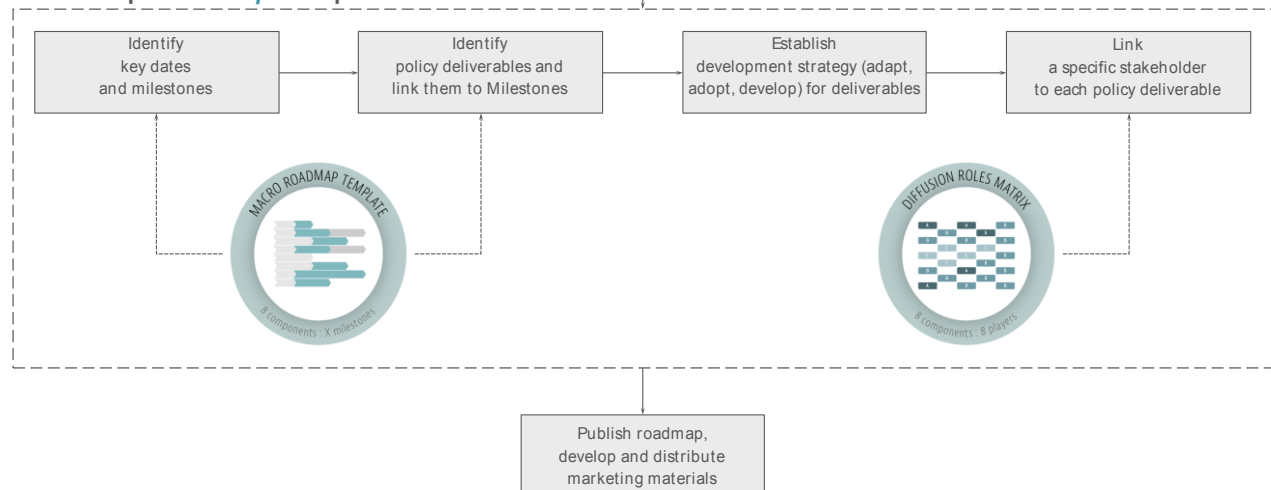 Identify
key dates
and milestones
Identify
policy deliverables and
link them to Milestones
Establish
development strategy (adapt,
adopt, develop) for deliverables
Link
a specific stakeholder
to each policy deliverable
MACRO ROADMAP TEMPLATE
8 components : X milestones
DIFFUSION ROLES MATRIX
8 components : 8 players
Publish roadmap,
develop and distribute
marketing materials